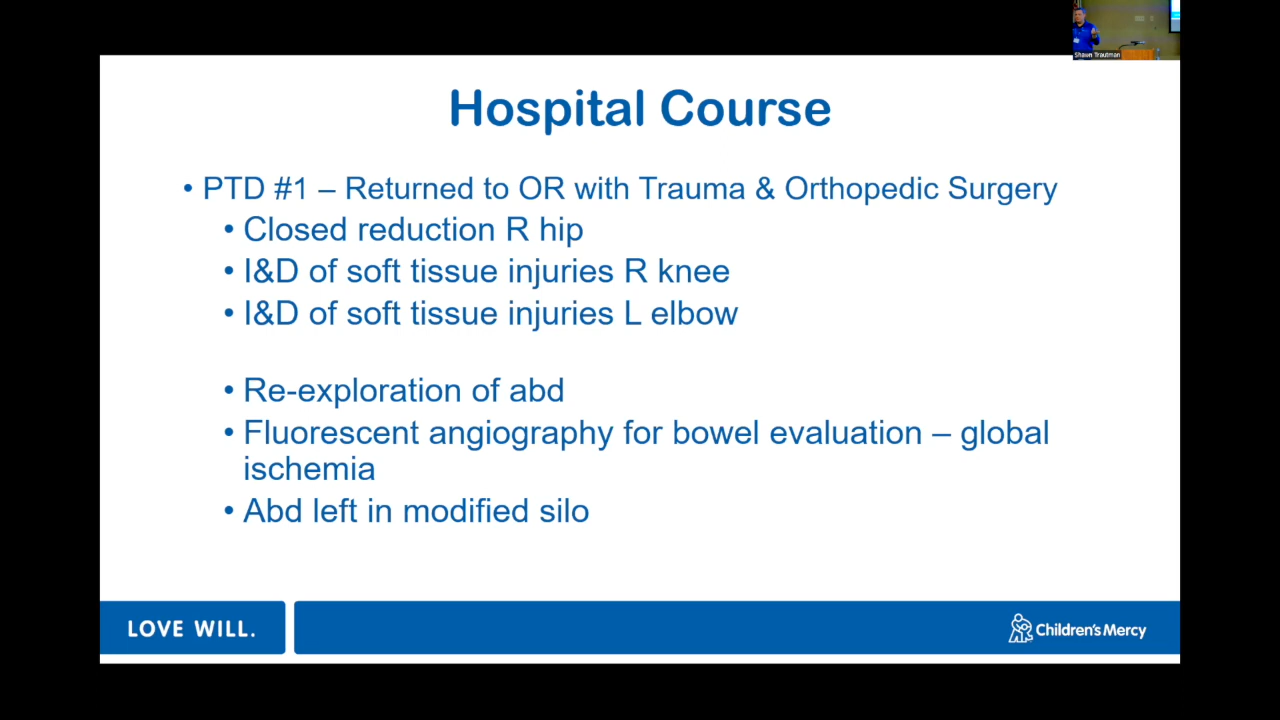 Shawn Trautman
Hospital Course
• PTD #1 – Returned to OR with Trauma & Orthopedic Surgery
• Closed reduction R hip
• I&D of soft tissue injuries R knee
• I&D of soft tissue injuries L elbow
• Re-exploration of abd
• Fluorescent angiography for bowel evaluation – global
ischemia
• Abd left in modified silo
LOVE WILL.
Children's Mercy